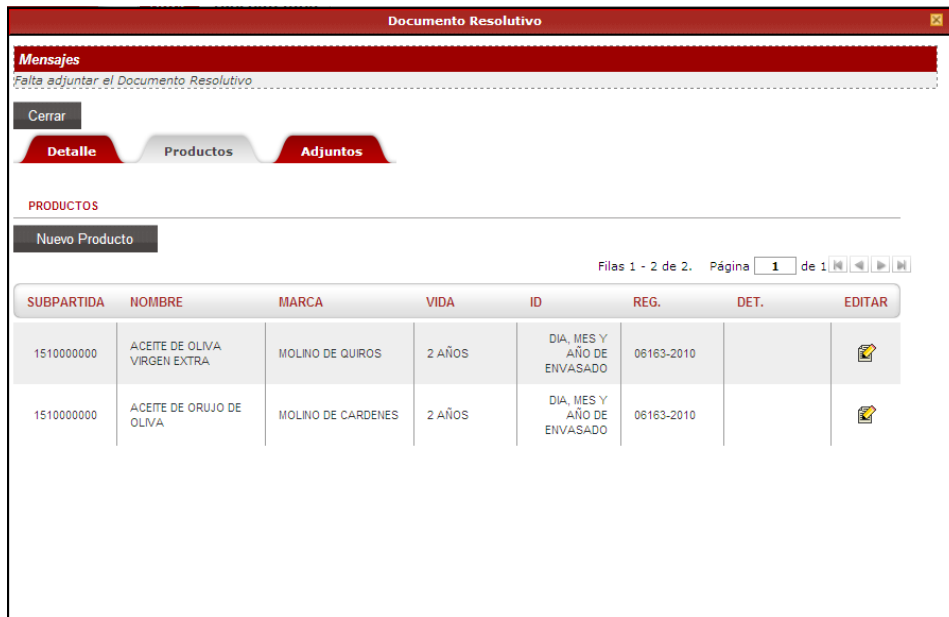 Documento Resolutivo
Mensajes
Falta adjuntar el Documento Resolutivo
Cerrar
Detalle Productos Adjuntos
PRODUCTOS
Nuevo Producto
Filas 1 - 2 de 2. Página 1 de 1
SUBPARTIDA NOMBRE MARCA VIDA ID REG. DET. EDITAR
1510000000 ACEITE DE OLIVA VIRGEN EXTRA MOLINO DE QUIROS 2 AÑOS DIA, MES Y AÑO DE ENVASADO 06163-2010
1510000000 ACEITE DE ORUJO DE OLIVA MOLINO DE CARDENES 2 AÑOS DIA, MES Y AÑO DE ENVASADO 06163-2010